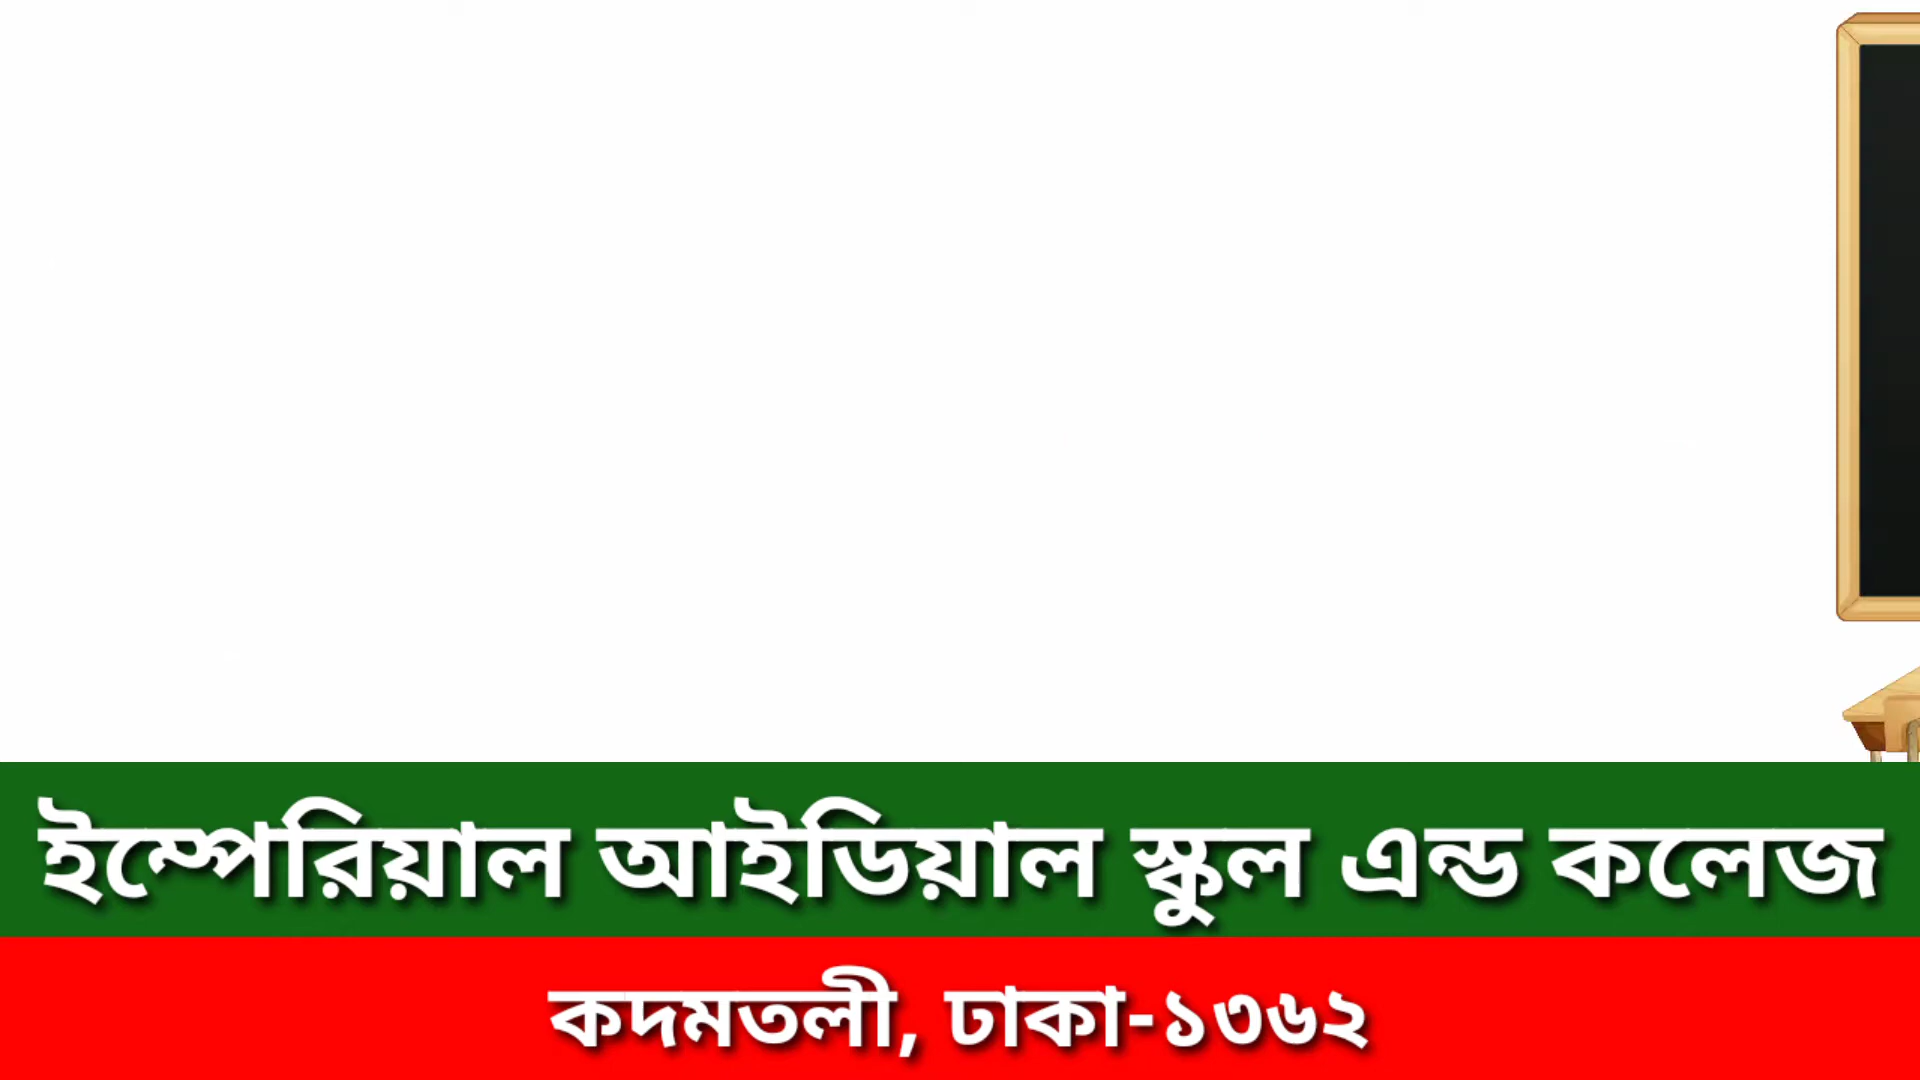 ইম্পেরিয়াল আইডিয়াল স্কুল এন্ড কলেজ
কদমতলী, ঢাকা-১৩৬২